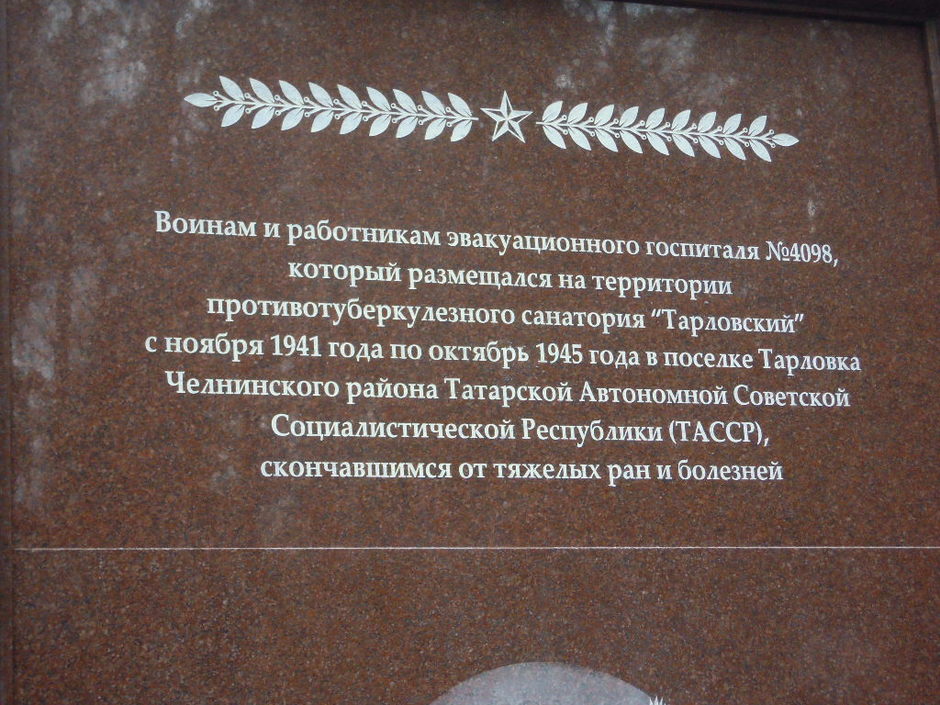 Воинам и работникам эвакуационного госпиталя №4098,
который размещался на территории
противотуберкулезного санатория “Тарловский”
с ноября 1941 года по октябрь 1945 года в поселке Тарловка
Челнинского района Татарской Автономной Советской
Социалистической Республики (ТАССР),
скончавшимся от тяжелых ран и болезней